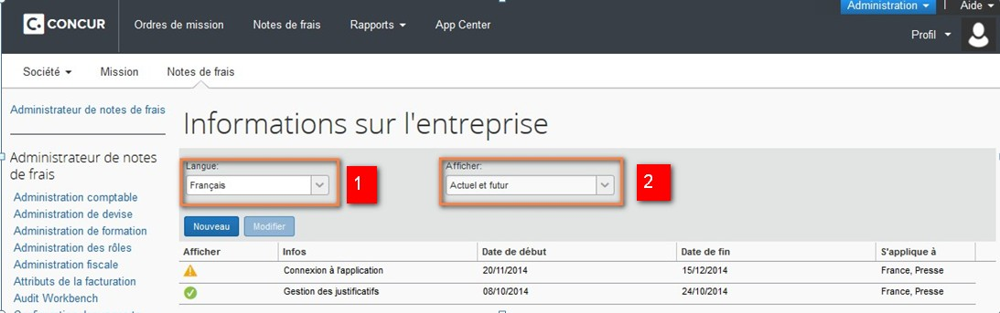 Administration Aide
CONCUR Ordres de mission Notes de frais Rapports App Center
Profil
Société Mission Notes de frais
Administrateur de notes de frais
Informations sur l'entreprise
Administrateur de notes de frais
Langue: Afficher:
Français 1 Actuel et futur 2
Administration comptable
Administration de devise
Administration de formation
Administration des rôles
Administration fiscale
Attributs de la facturation
Audit Workbench
Nouveau Modifier
Afficher Infos Date de début Date de fin S'applique à
Connexion à l'application 20/11/2014 15/12/2014 France, Presse
Gestion des justificatifs 08/10/2014 24/10/2014 France, Presse